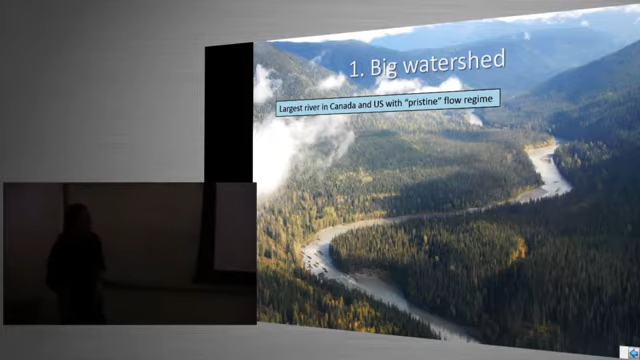 1. Big watershed
Largest river in Canada and US with “pristine” flow regime